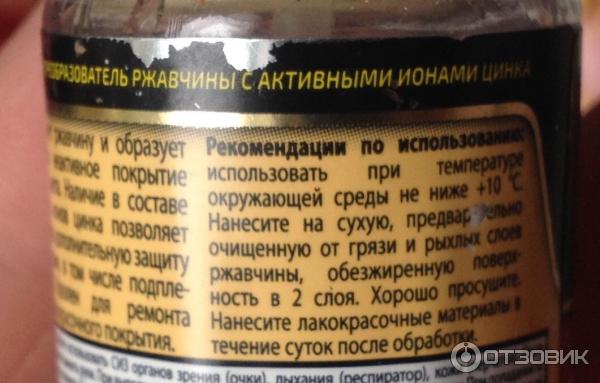 РЕОБРАЗОВАТЕЛЬ РЖАВЧИНЫ С АКТИВНЫМИ ИОНАМИ ЦИНКА
ржавчину и образует
покрытие
Наличие в составе
цинка позволяет
защиту
в том числе
для ремонта
покрытия.
Рекомендации по использованию:
использовать при температуре
окружающей среды не ниже +10 °С.
Нанесите на сухую, предварительно
очищенную от грязи и рыхлых слоев
ржавчины, обезжиренную поверх-
ность в 2 слоя. Хорошо просушите.
Нанесите лакокрасочные материалы в
течение суток после обработки.
использовать СИЗ органов зрения (очки), дыхания (респиратор),
ОТЗОВИК